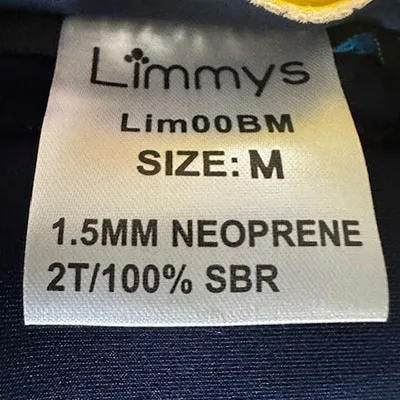 Limmys
Lim00BM
SIZE: M
1.5MM NEOPRENE
2T/100% SBR